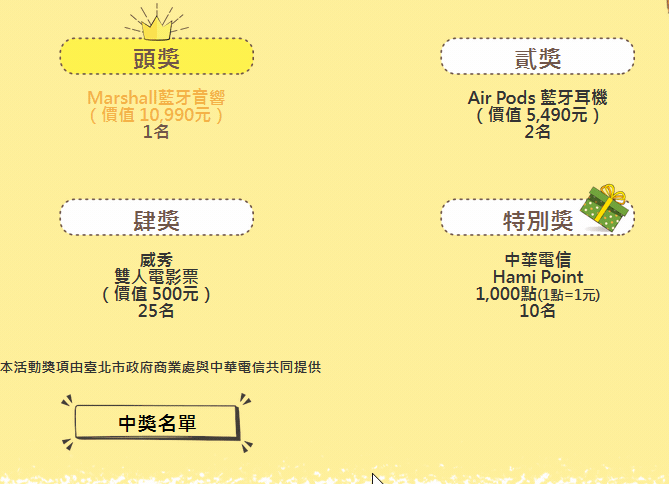 頭獎
Marshall藍牙音響
( 價值 10,990元 )
1名
貳獎
Air Pods 藍牙耳機
( 價值 5,490元 )
2名
肆獎
威秀
雙人電影票
( 價值 500元 )
25名
特別獎
中華電信
Hami Point
1,000點(1點=1元)
10名
本活動獎項由臺北市政府商業處與中華電信共同提供
中獎名單